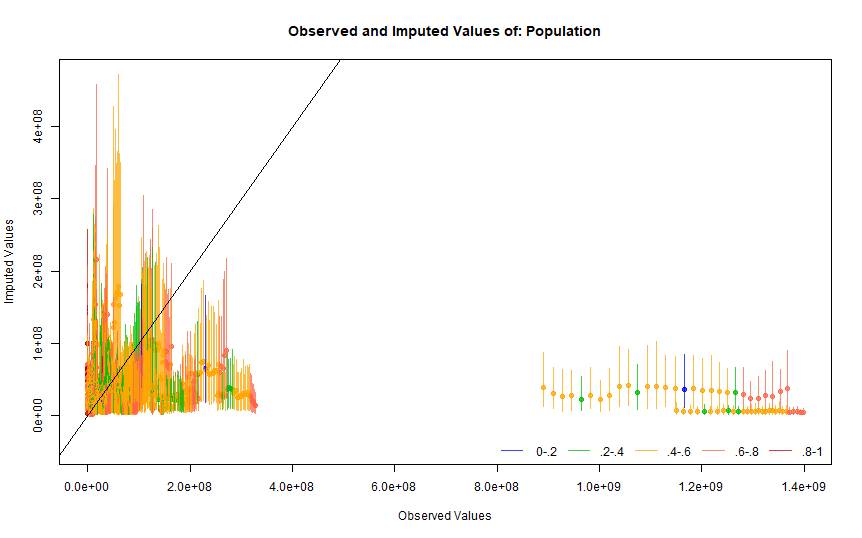 Observed and Imputed Values of: Population
Imputed Values
4e+08
3e+08
2e+08
1e+08
0e+00
0-.2 .2-.4 .4-.6 .6-.8 .8-1
0.0e+00 2.0e+08 4.0e+08 6.0e+08 8.0e+08 1.0e+09 1.2e+09 1.4e+09
Observed Values